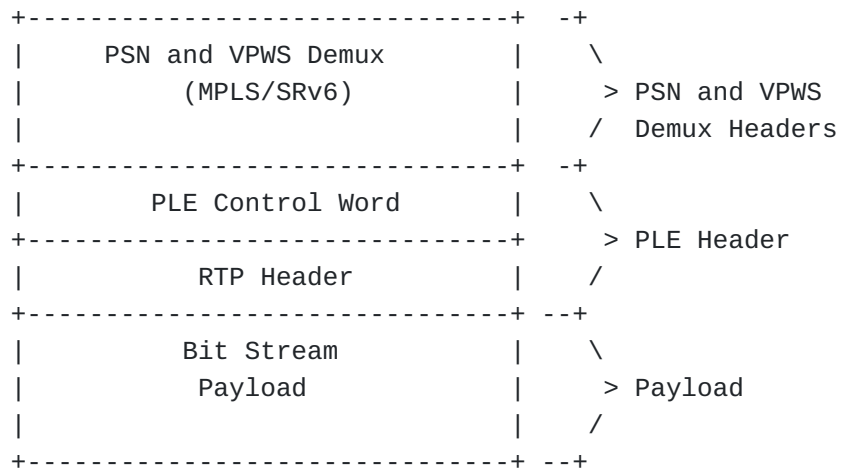 +-------------------------------+  -+
|     PSN and VPWS Demux        |    \
|          (MPLS/SRv6)          |     > PSN and VPWS
|                               |    /  Demux Headers
+-------------------------------+  -+
|        PLE Control Word       |    \
+-------------------------------+     > PLE Header
|           RTP Header          |    /
+-------------------------------+ --+
|          Bit Stream           |    \
|           Payload             |     > Payload
|                               |    /
+-------------------------------+ --+